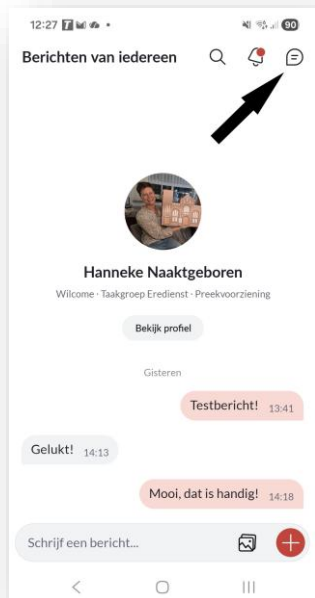 12:27
90
Berichten van iedereen
Hanneke Naaktgeboren
Wilcome · Taakgroep Eredienst · Preekvoorziening
Bekijk profiel
Gisteren
Testbericht! 13:41
Gelukt! 14:13
Mooi, dat is handig! 14:18
Schrijf een bericht...